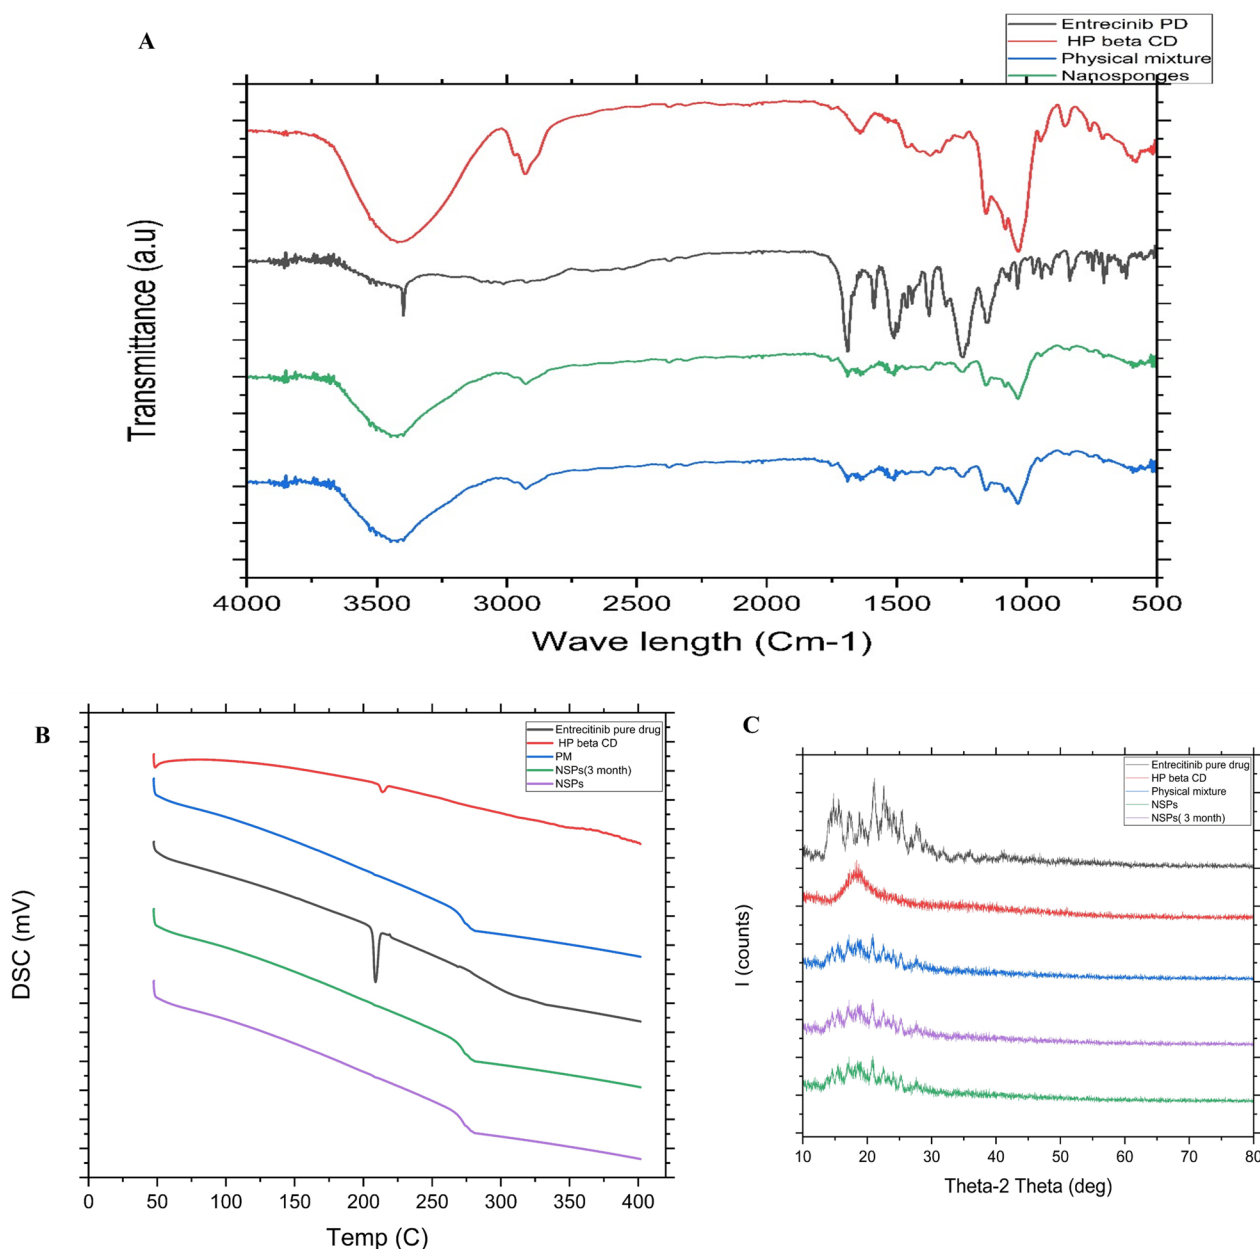 A
Entrecinib PD
HP beta CD
Physical mixture
Nanosponges
Transmittance (a.u)
4000 3500 3000 2500 2000 1500 1000 500
Wave length (Cm-1)
B
Entrecitinib pure drug
HP beta CD
PM
NSPs(3 month)
NSPs
DSC (mV)
0 50 100 150 200 250 300 350 400
Temp (C)
C
Entrecitinib pure drug
HP beta CD
Physical mixture
NSPs
NSPs( 3 month)
I (counts)
10 20 30 40 50 60 70 80
Theta-2 Theta (deg)